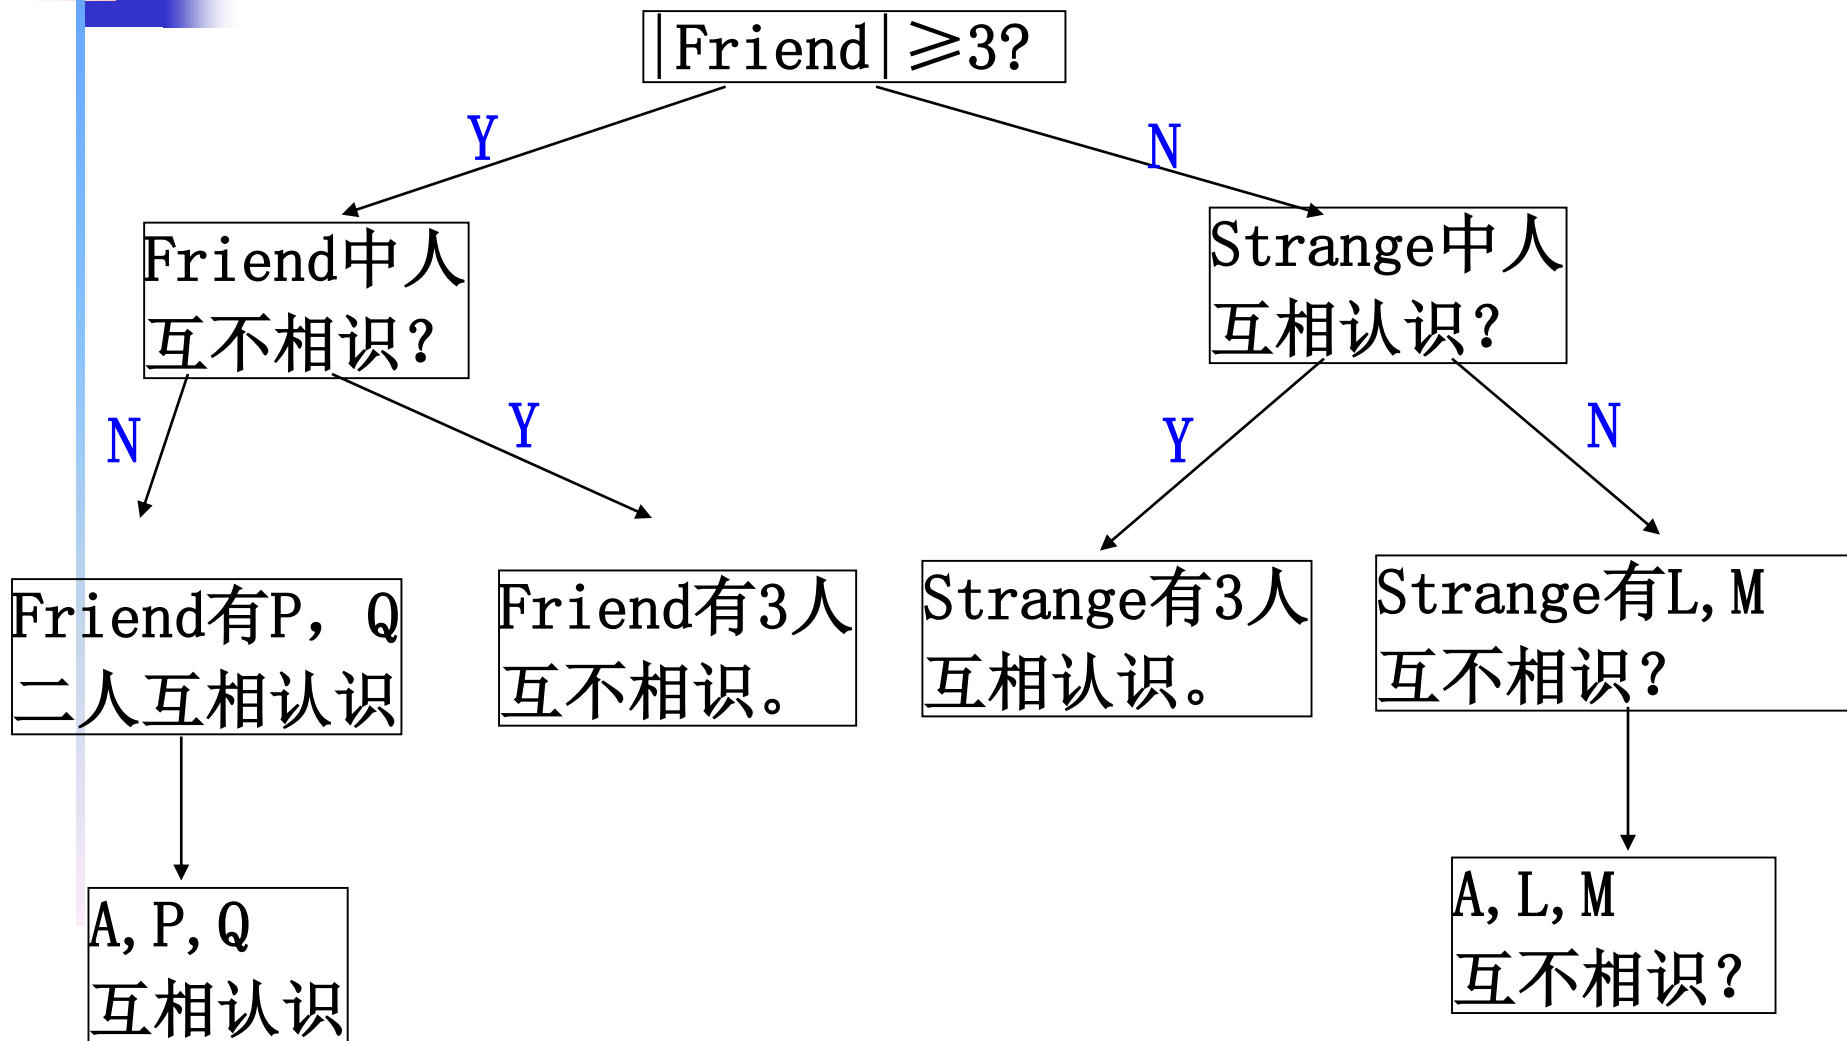 |Friend|≥3?
Y
N
Friend中人
互不相识?
Strange中人
互相认识?
N
Y
Y
N
Friend有P，Q
二人互相认识
Friend有3人
互不相识。
Strange有3人
互相认识。
Strange有L,M
互不相识?
A,P,Q
互相认识
A,L,M
互不相识?